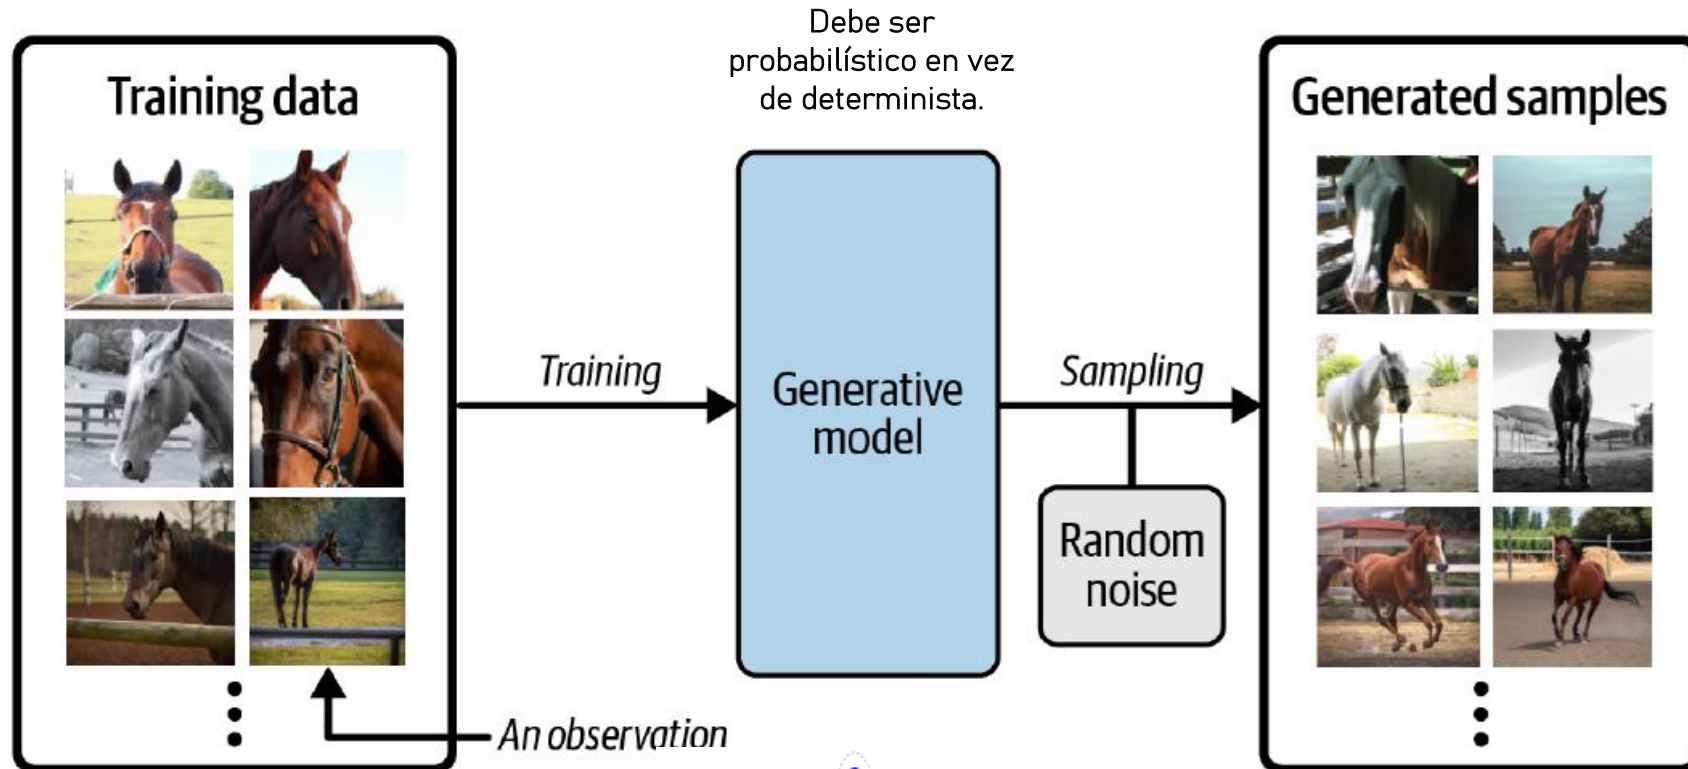 Debe ser
probabilístico en vez
de determinista.
Training data
Generated samples
Training
Generative
model
Sampling
Random
noise
An observation